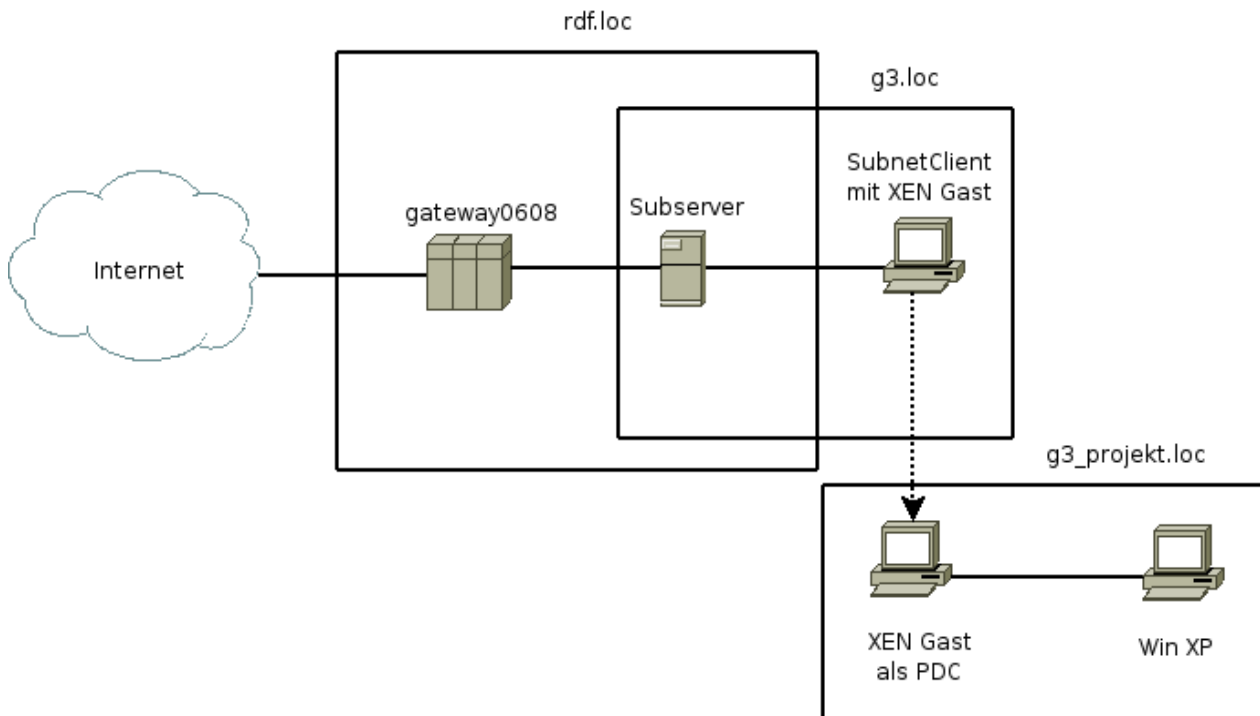 rdf.loc
g3.loc
SubnetClient
mit XEN Gast
Subserver
gateway0608
Internet
g3_projekt.loc
XEN Gast
als PDC
Win XP